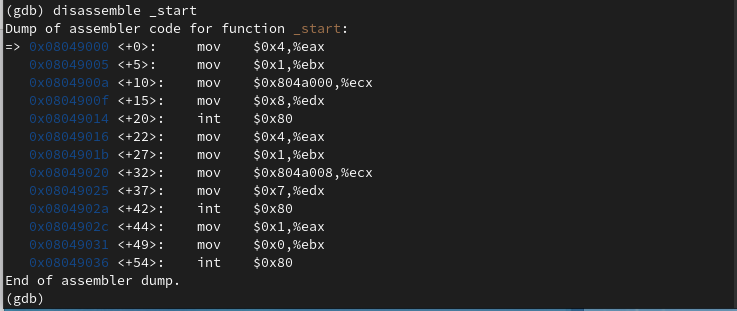 (gdb) disassemble _start
Dump of assembler code for function _start:
=> 0x08049000 <+0>:     mov    $0x4,%eax
   0x08049005 <+5>:     mov    $0x1,%ebx
   0x0804900a <+10>:    mov    $0x804a000,%ecx
   0x0804900f <+15>:    mov    $0x8,%edx
   0x08049014 <+20>:    int    $0x80
   0x08049016 <+22>:    mov    $0x4,%eax
   0x0804901b <+27>:    mov    $0x1,%ebx
   0x08049020 <+32>:    mov    $0x804a008,%ecx
   0x08049025 <+37>:    mov    $0x7,%edx
   0x0804902a <+42>:    int    $0x80
   0x0804902c <+44>:    mov    $0x1,%eax
   0x08049031 <+49>:    mov    $0x0,%ebx
   0x08049036 <+54>:    int    $0x80
End of assembler dump.
(gdb)